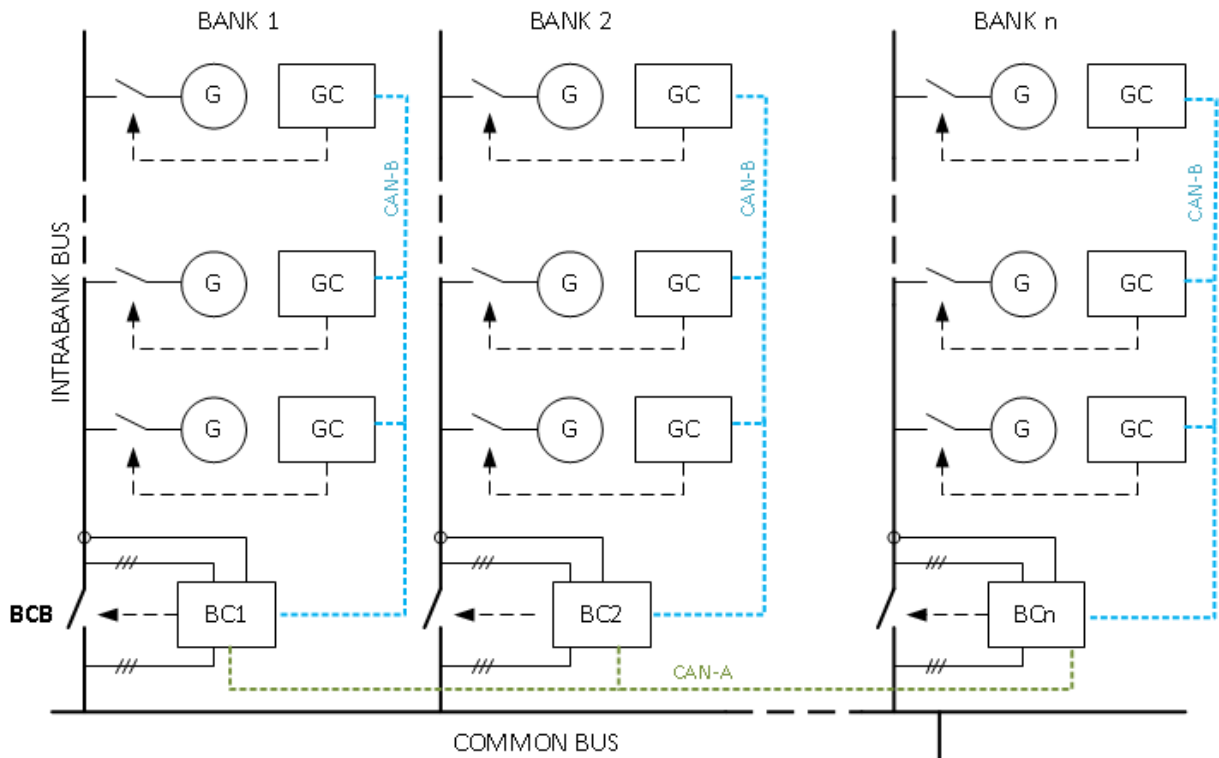 BANK 1
BANK 2
BANK n
G
GC
G
GC
G
GC
CAN-B
CAN-B
CAN-B
INTRABANK BUS
G
GC
G
GC
G
GC
G
GC
G
GC
G
GC
BCB
BC1
BC2
BCn
CAN-A
COMMON BUS